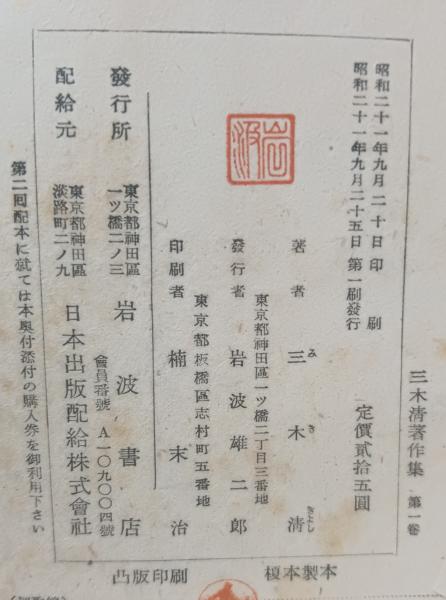 三木清著作集 第一卷
昭和二十一年九月二十日 印刷
昭和二十一年九月二十五日 第一刷發行
定價貳拾五圓
著者 三木清
み き きよし
東京都神田區一ツ橋二丁目三番地
發行者 岩波雄二郎
東京都板橋區志村町五番地
印刷者 楠末治
岩波
發行所 東京都神田區
一ツ橋二ノ三 岩波書店
會員番號 A一〇九〇〇四號
配給元 東京都神田區
淡路町二ノ九 日本出版配給株式會社
第二回配本に就ては本奥付添付の購入券を御利用下さい
凸版印刷 榎本製本